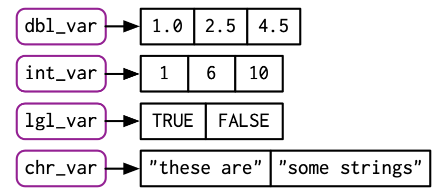 dbl_var 1.0 2.5 4.5
int_var 1 6 10
lgl_var TRUE FALSE
chr_var "these are" "some strings"